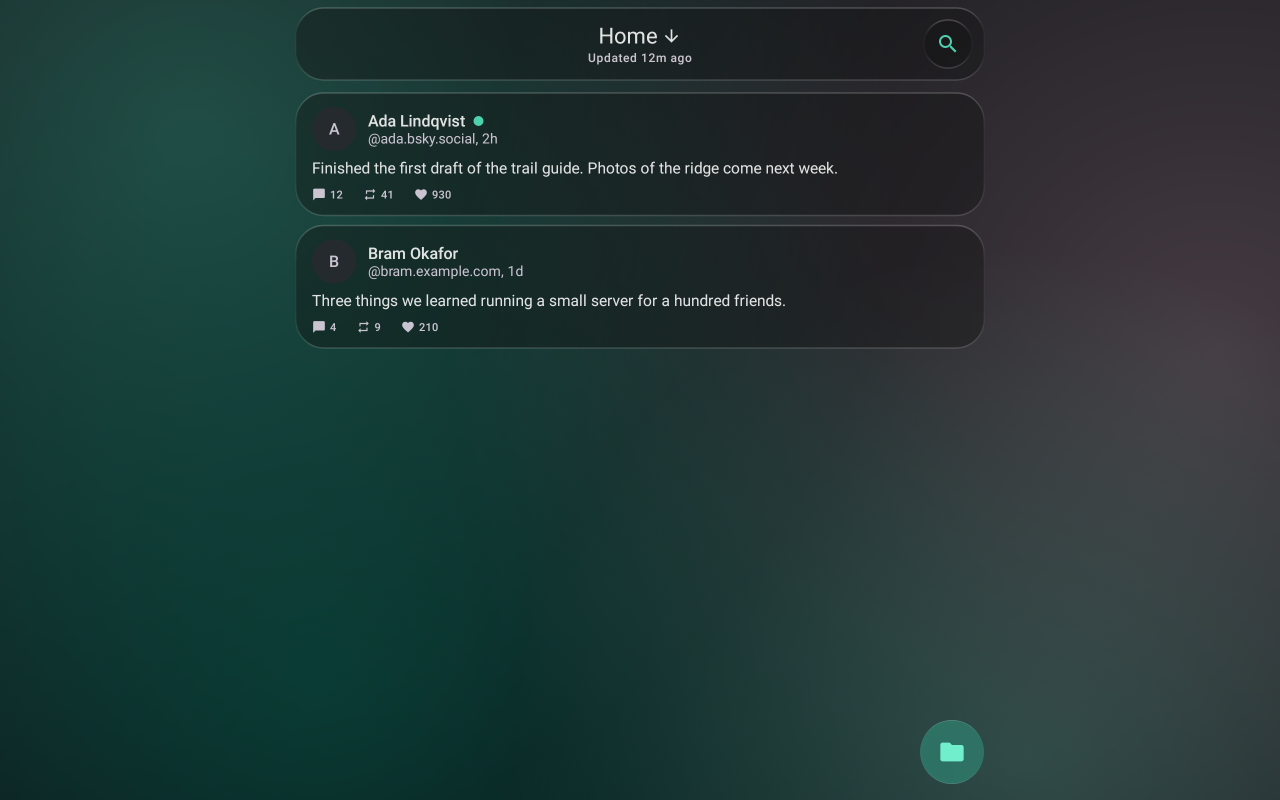 Home
Updated 12m ago
A
Ada Lindqvist
@ada.bsky.social, 2h
Finished the first draft of the trail guide. Photos of the ridge come next week.
12 41 930
B
Bram Okafor
@bram.example.com, 1d
Three things we learned running a small server for a hundred friends.
4 9 210